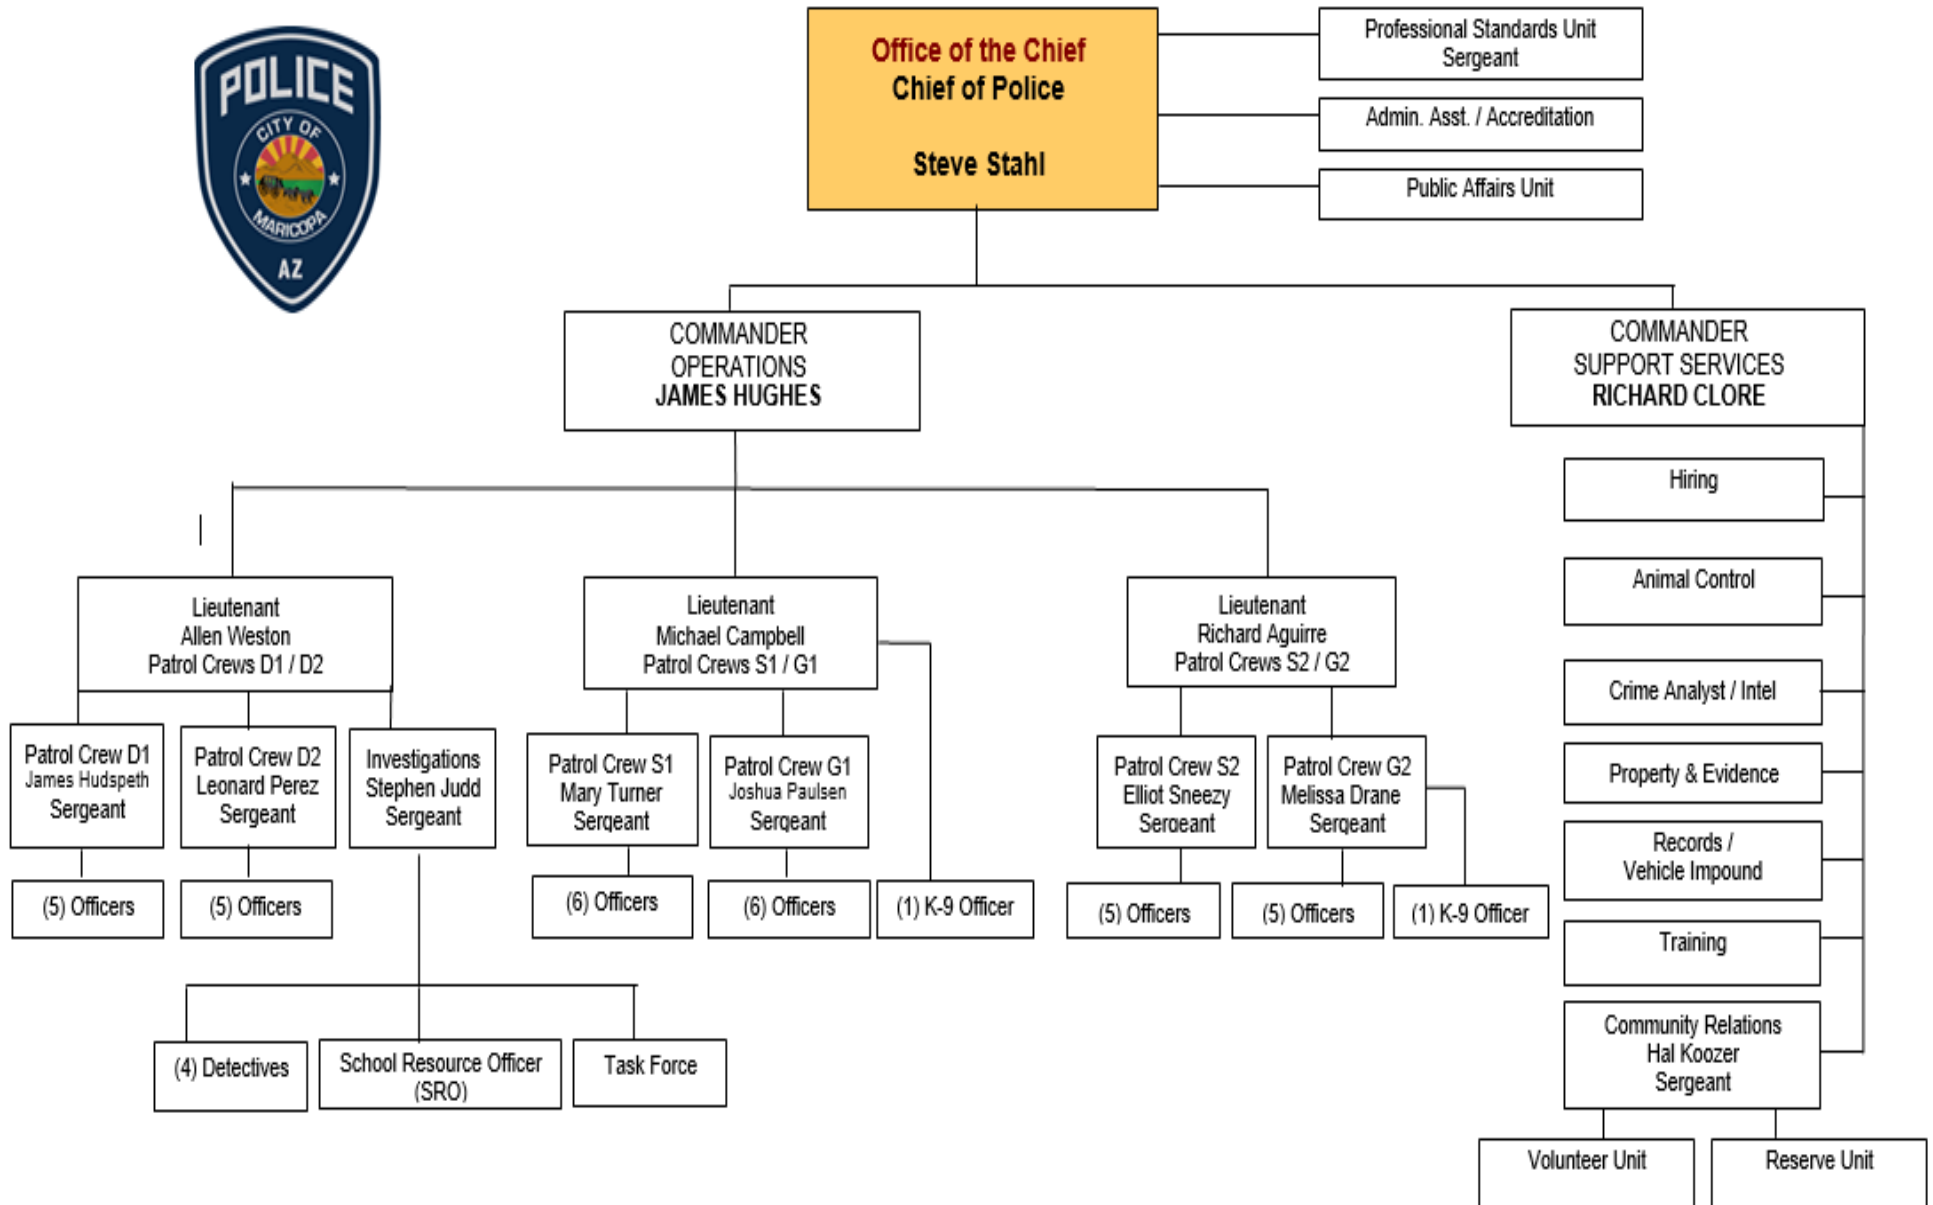 POLICE
CITY OF
MARICOPA
AZ
Office of the Chief
Chief of Police
Steve Stahl
Professional Standards Unit
Sergeant
Admin. Asst. / Accreditation
Public Affairs Unit
COMMANDER
OPERATIONS
JAMES HUGHES
COMMANDER
SUPPORT SERVICES
RICHARD CLORE
Lieutenant
Allen Weston
Patrol Crews D1 / D2
Lieutenant
Michael Campbell
Patrol Crews S1 / G1
Lieutenant
Richard Aguirre
Patrol Crews S2 / G2
Patrol Crew D1
James Hudspeth
Sergeant
Patrol Crew D2
Leonard Perez
Sergeant
Investigations
Stephen Judd
Sergeant
Patrol Crew S1
Mary Turner
Sergeant
Patrol Crew G1
Joshua Paulsen
Sergeant
Patrol Crew S2
Elliot Sneezy
Sergeant
Patrol Crew G2
Melissa Drane
Sergeant
(5) Officers
(5) Officers
(6) Officers
(6) Officers
(1) K-9 Officer
(5) Officers
(5) Officers
(1) K-9 Officer
(4) Detectives
School Resource Officer
(SRO)
Task Force
Hiring
Animal Control
Crime Analyst / Intel
Property & Evidence
Records /
Vehicle Impound
Training
Community Relations
Hal Koozer
Sergeant
Volunteer Unit
Reserve Unit